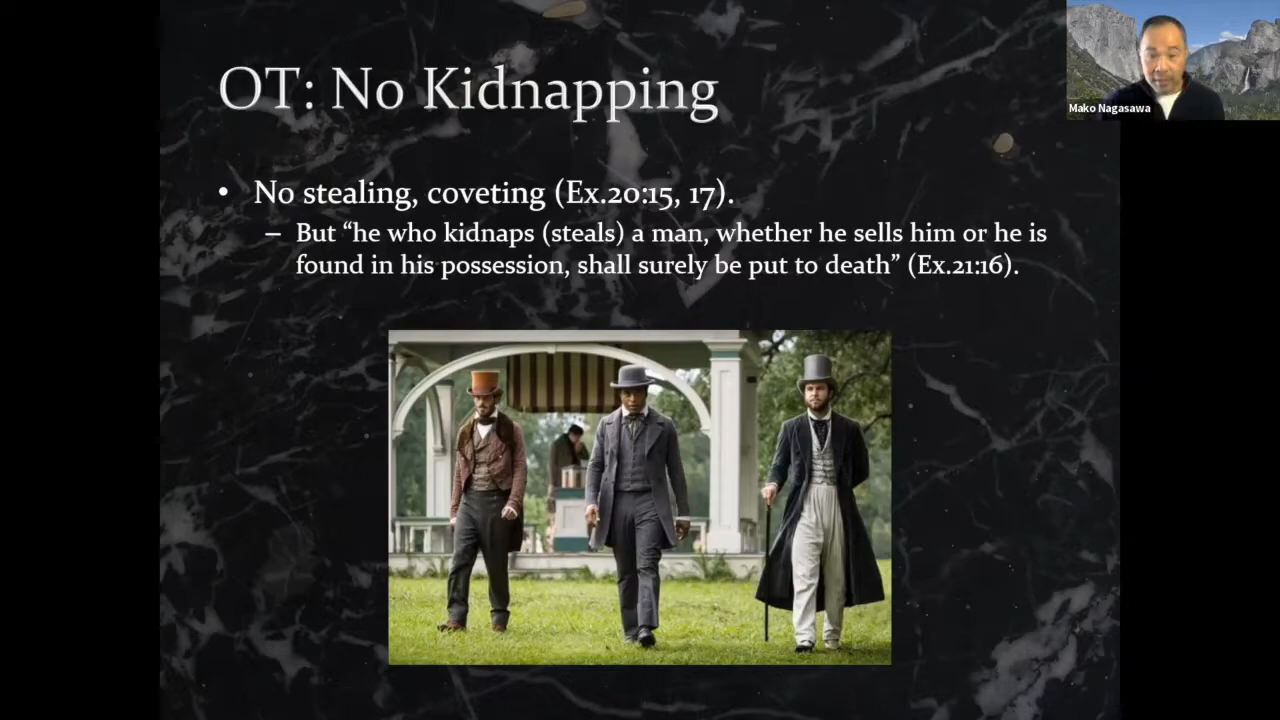 OT: No Kidnapping
Mako Nagasawa
• No stealing, coveting (Ex.20:15, 17).
– But “he who kidnaps (steals) a man, whether he sells him or he is
found in his possession, shall surely be put to death” (Ex.21:16).